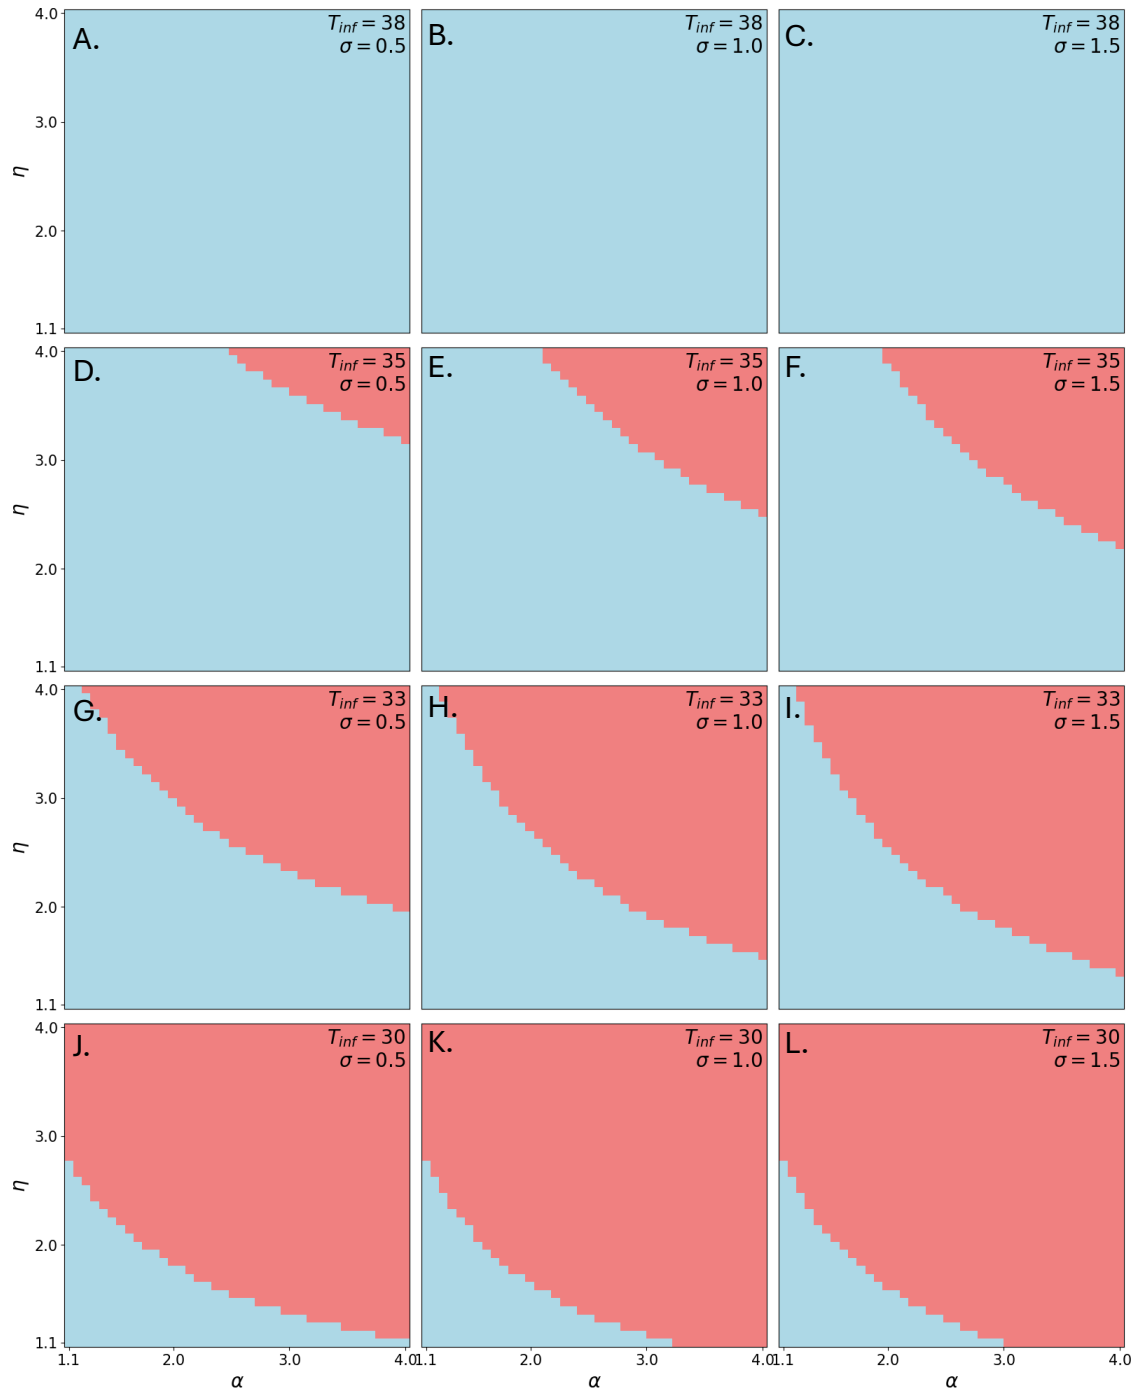 A.
T_inf = 38
σ = 0.5
B.
T_inf = 38
σ = 1.0
C.
T_inf = 38
σ = 1.5
4.0
3.0
η
2.0
1.1
D.
T_inf = 35
σ = 0.5
E.
T_inf = 35
σ = 1.0
F.
T_inf = 35
σ = 1.5
4.0
3.0
η
2.0
1.1
G.
T_inf = 33
σ = 0.5
H.
T_inf = 33
σ = 1.0
I.
T_inf = 33
σ = 1.5
4.0
3.0
η
2.0
1.1
J.
T_inf = 30
σ = 0.5
K.
T_inf = 30
σ = 1.0
L.
T_inf = 30
σ = 1.5
4.0
3.0
η
2.0
1.1
1.1 2.0 3.0 4.0 1.1 2.0 3.0 4.0 1.1 2.0 3.0 4.0
α α α